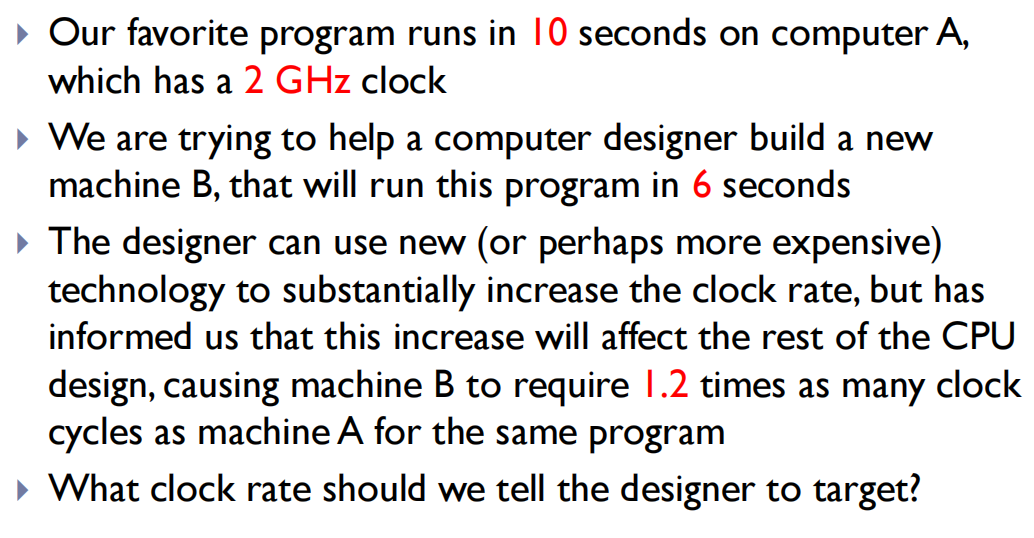 Our favorite program runs in 10 seconds on computer A,
which has a 2 GHz clock
We are trying to help a computer designer build a new
machine B, that will run this program in 6 seconds
The designer can use new (or perhaps more expensive)
technology to substantially increase the clock rate, but has
informed us that this increase will affect the rest of the CPU
design, causing machine B to require 1.2 times as many clock
cycles as machine A for the same program
What clock rate should we tell the designer to target?